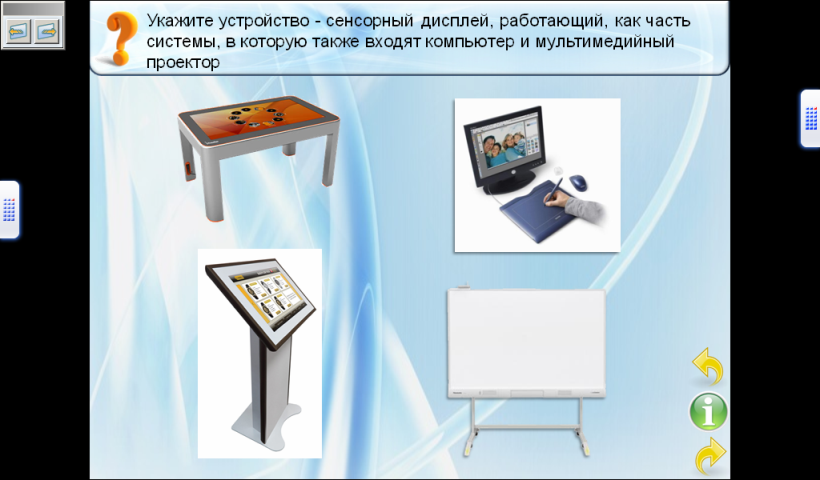 Укажите устройство - сенсорный дисплей, работающий, как часть
системы, в которую также входят компьютер и мультимедийный
проектор